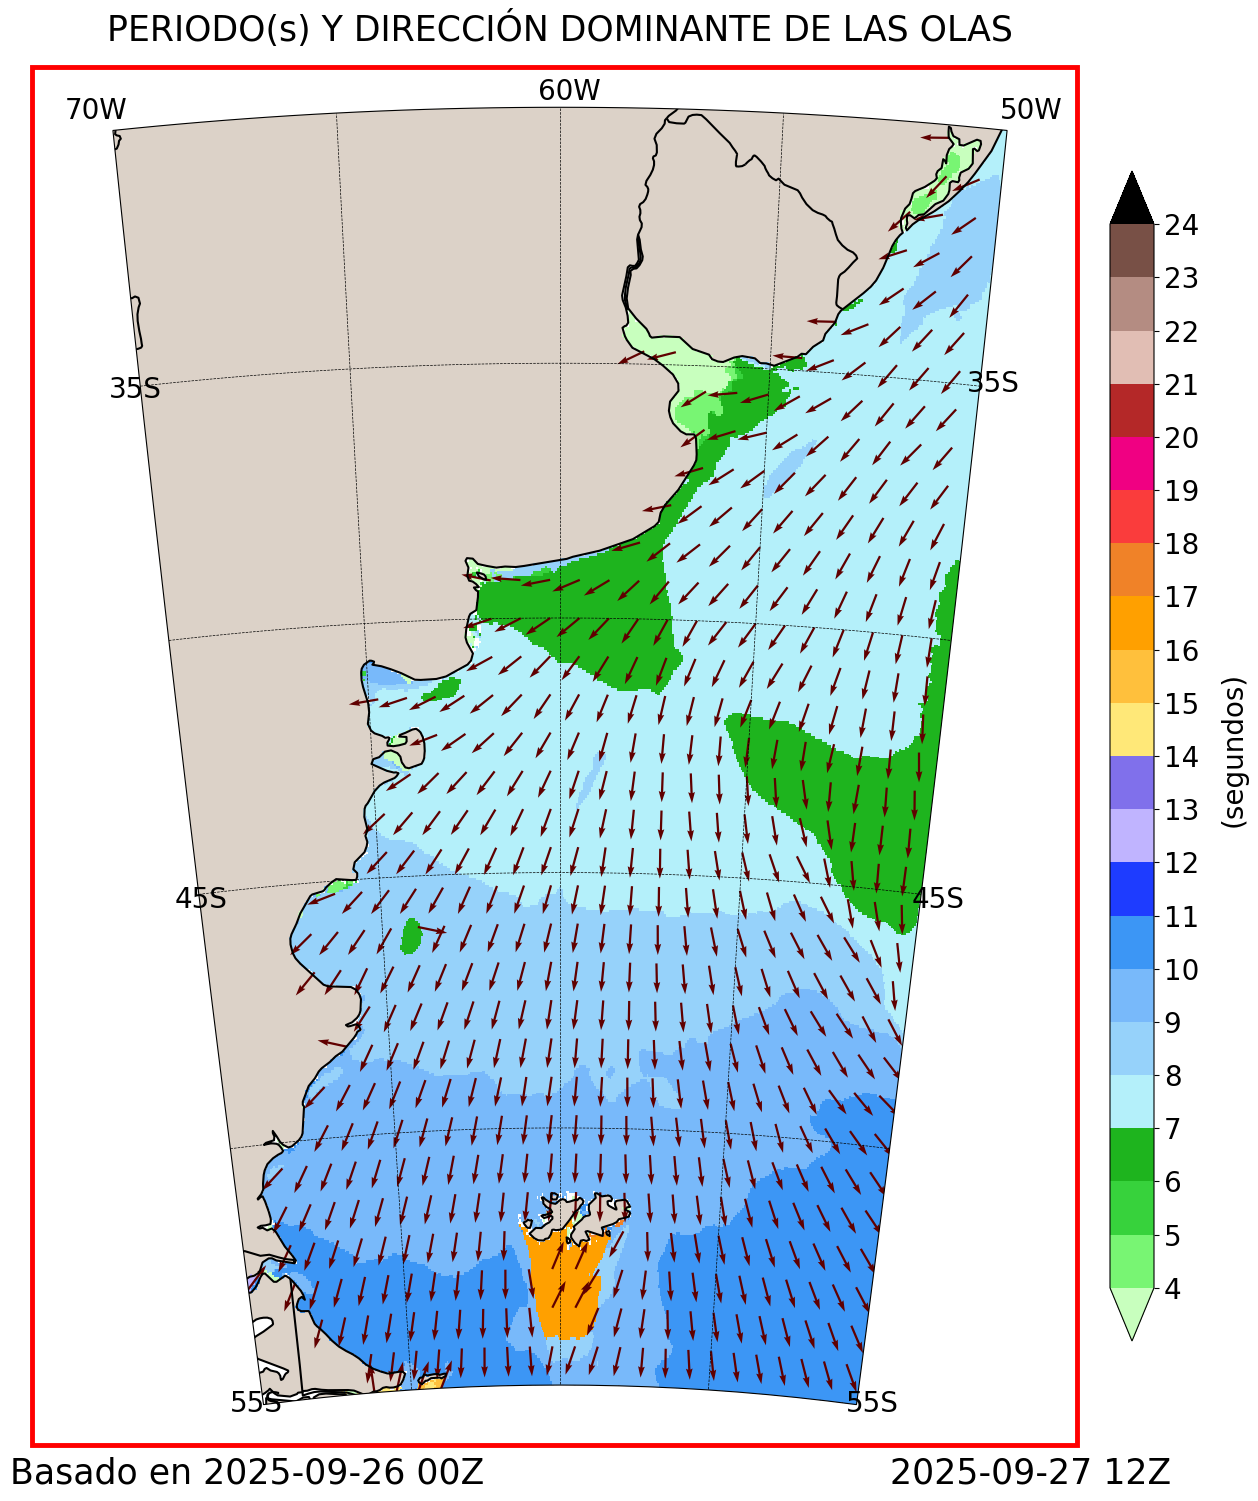 PERIODO(s) Y DIRECCIÓN DOMINANTE DE LAS OLAS
70W
60W
50W
35S
35S
45S
45S
55S
55S
24
23
22
21
20
19
18
17
16
15
14
13
12
11
10
9
8
7
6
5
4
(segundos)
Basado en 2025-09-26 00Z
2025-09-27 12Z